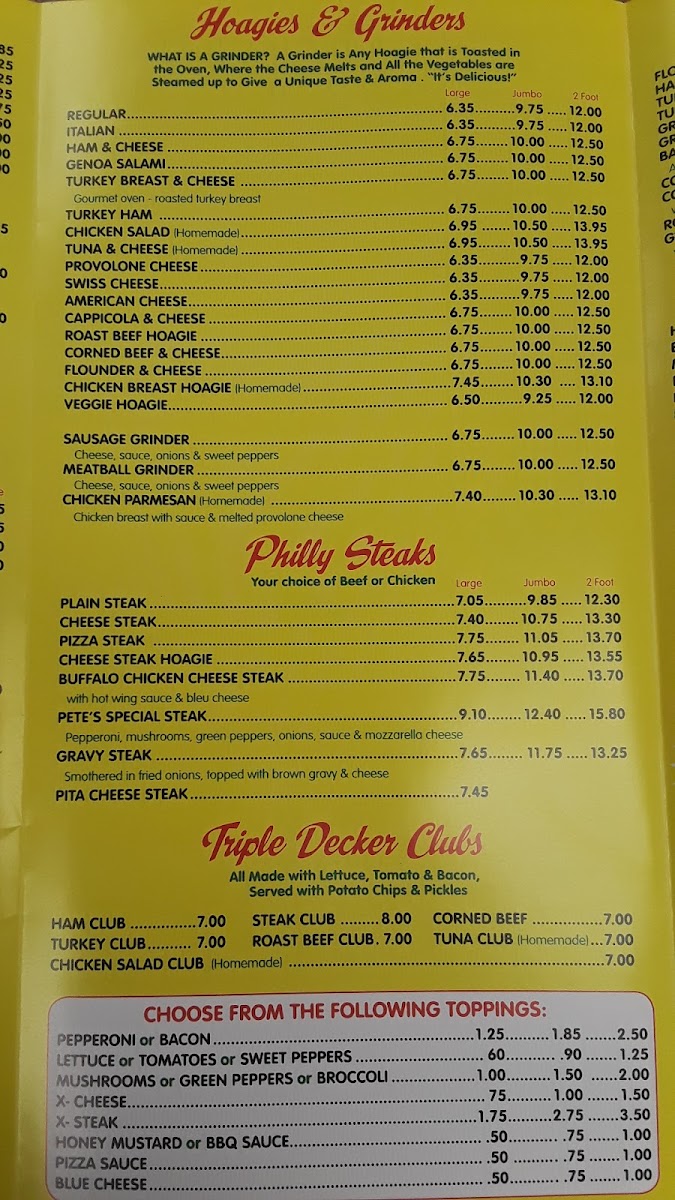 Hoagies & Grinders
WHAT IS A GRINDER? A Grinder is Any Hoagie that is Toasted in
the Oven, Where the Cheese Melts and All the Vegetables are
Steamed up to Give a Unique Taste & Aroma . "It's Delicious!"
Large Jumbo 2 Foot
REGULAR 6.35 9.75 12.00
ITALIAN 6.35 9.75 12.00
HAM & CHEESE 6.75 10.00 12.50
GENOA SALAMI 6.75 10.00 12.50
TURKEY BREAST & CHEESE 6.75 10.00 12.50
Gourmet oven - roasted turkey breast
TURKEY HAM 6.75 10.00 12.50
CHICKEN SALAD (Homemade) 6.95 10.50 13.95
TUNA & CHEESE (Homemade) 6.95 10.50 13.95
PROVOLONE CHEESE 6.35 9.75 12.00
SWISS CHEESE 6.35 9.75 12.00
AMERICAN CHEESE 6.35 9.75 12.00
CAPPICOLA & CHEESE 6.75 10.00 12.50
ROAST BEEF HOAGIE 6.75 10.00 12.50
CORNED BEEF & CHEESE 6.75 10.00 12.50
FLOUNDER & CHEESE 6.75 10.00 12.50
CHICKEN BREAST HOAGIE (Homemade) 7.45 10.30 13.10
VEGGIE HOAGIE 6.50 9.25 12.00
SAUSAGE GRINDER 6.75 10.00 12.50
Cheese, sauce, onions & sweet peppers
MEATBALL GRINDER 6.75 10.00 12.50
Cheese, sauce, onions & sweet peppers
CHICKEN PARMESAN (Homemade) 7.40 10.30 13.10
Chicken breast with sauce & melted provolone cheese
Philly Steaks
Your choice of Beef or Chicken Large Jumbo 2 Foot
PLAIN STEAK 7.05 9.85 12.30
CHEESE STEAK 7.40 10.75 13.30
PIZZA STEAK 7.75 11.05 13.70
CHEESE STEAK HOAGIE 7.65 10.95 13.55
BUFFALO CHICKEN CHEESE STEAK 7.75 11.40 13.70
with hot wing sauce & bleu cheese
PETE'S SPECIAL STEAK 9.10 12.40 15.80
Pepperoni, mushrooms, green peppers, onions, sauce & mozzarella cheese
GRAVY STEAK 7.65 11.75 13.25
Smothered in fried onions, topped with brown gravy & cheese
PITA CHEESE STEAK 7.45
Triple Decker Clubs
All Made with Lettuce, Tomato & Bacon,
Served with Potato Chips & Pickles
HAM CLUB 7.00 STEAK CLUB 8.00 CORNED BEEF 7.00
TURKEY CLUB 7.00 ROAST BEEF CLUB 7.00 TUNA CLUB (Homemade) 7.00
CHICKEN SALAD CLUB (Homemade) 7.00
CHOOSE FROM THE FOLLOWING TOPPINGS:
PEPPERONI or BACON 1.25 1.85 2.50
LETTUCE or TOMATOES or SWEET PEPPERS 60 .90 1.25
MUSHROOMS or GREEN PEPPERS or BROCCOLI 1.00 1.50 2.00
X- CHEESE 75 1.00 1.50
X- STEAK 1.75 2.75 3.50
HONEY MUSTARD or BBQ SAUCE .50 .75 1.00
PIZZA SAUCE .50 .75 1.00
BLUE CHEESE .50 .75 1.00